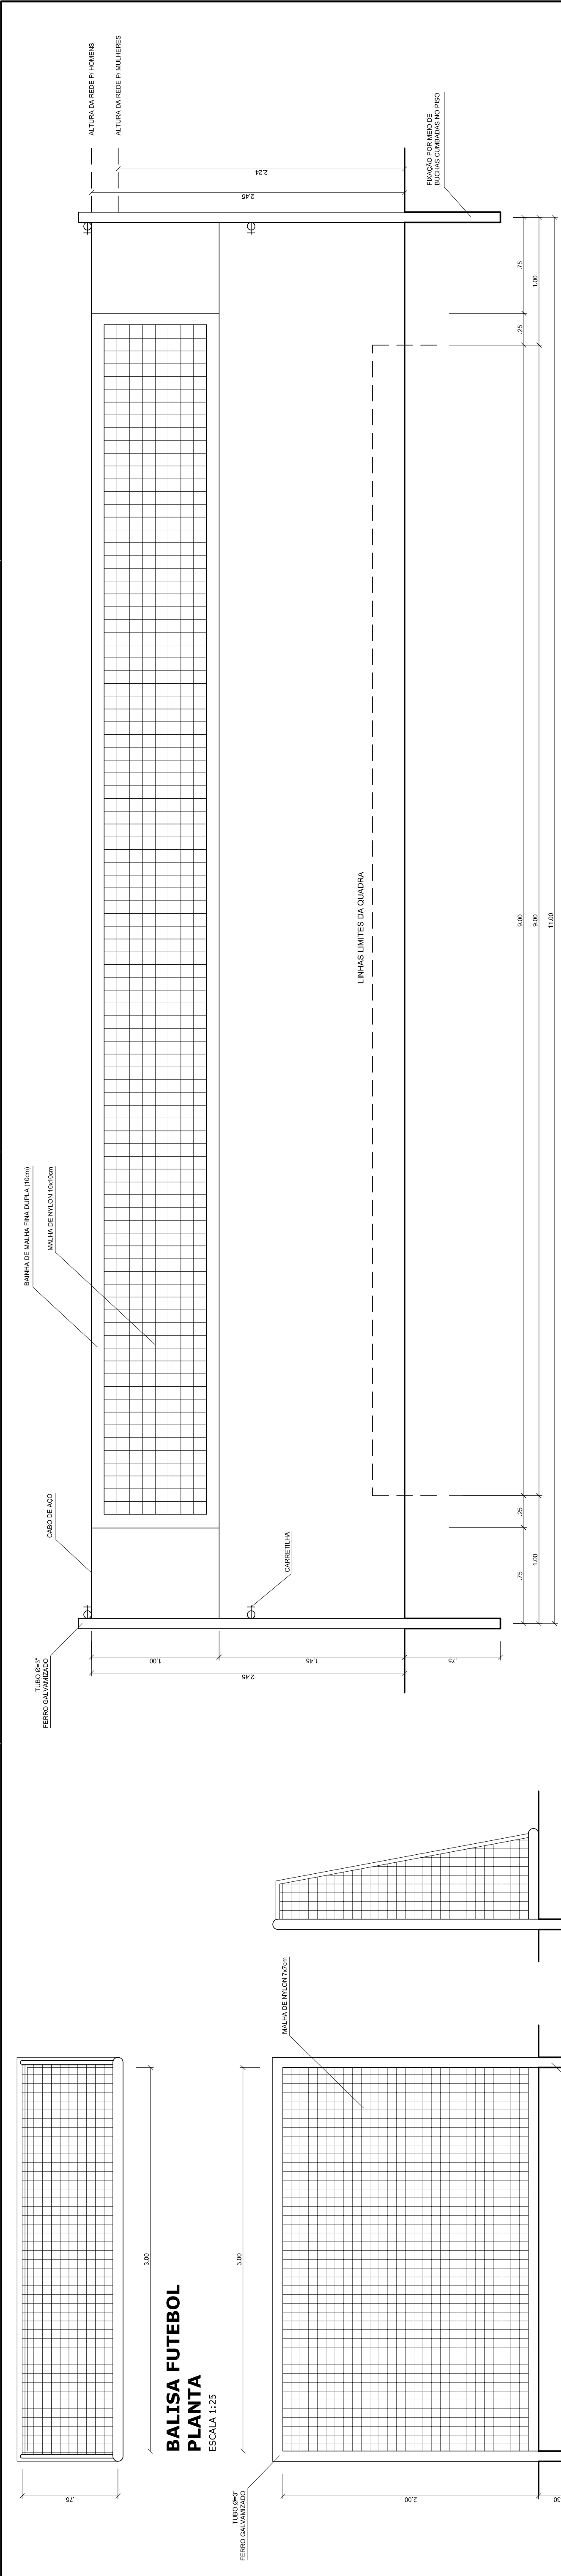 ALTURA DA REDE P/ HOMENS
ALTURA DA REDE P/ MULHERES
2.24
2.45
FIXAÇÃO POR MEIO DE
BUCHAS CUMBADAS NO PISO
.75
1.00
.25
LINHAS LIMITES DA QUADRA
9.00
9.00
11.00
BAINHA DE MALHA FINA DUPLA (10cm)
MALHA DE NYLON 10x10cm
CABO DE AÇO
CARRETILHA
.25
.75
1.00
TUBO Ø=3"
FERRO GALVAMIZADO
1.00
1.45
.75
2.45
MALHA DE NYLON 7x7cm
3.00
BALISA FUTEBOL
PLANTA
ESCALA 1:25
3.00
.75
TUBO Ø=3"
FERRO GALVAMIZADO
2.00
.30